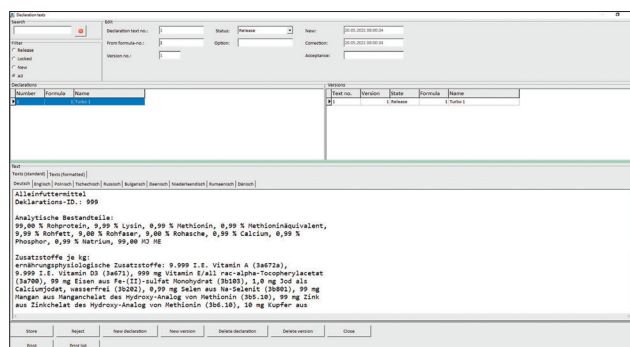 Declaration texts
Search
Edit
Declaration text no.: 1 Status: Release New: 20.05.2021 00:00:34
From formula-no.: 1 Option: Correction: 20.05.2021 00:00:34
Version no.: 1 Acceptance:
Filter
Release
Locked
New
All
Declarations
Number Formula Name
1 1 Turbo 1
Versions
Text no. Version State Formula Name
1 1 Release 1 Turbo 1
Text
Texts (standard) Texts (formatted)
Deutsch Englisch Polnisch Tschechisch Russisch Bulgarisch Daenisch Niederlaendisch Rumaenisch Dänisch
Alleinfuttermittel
Deklarations-ID.: 999
Analytische Bestandteile:
99,00 % Rohprotein, 9,99 % Lysin, 0,99 % Methionin, 0,99 % Methioninäquivalent,
9,99 % Rohfett, 9,00 % Rohfaser, 9,00 % Rohasche, 0,99 % Calcium, 0,99 %
Phosphor, 0,99 % Natrium, 99,00 MJ ME
Zusatzstoffe je kg:
ernährungsphysiologische Zusatzstoffe: 9.999 I.E. Vitamin A (3a672a),
9.999 I.E. Vitamin D3 (3a671), 999 mg Vitamin E/all rac-alpha-Tocopherylacetat
(3a700), 99 mg Eisen aus Fe-(II)-sulfat Monohydrat (3b103), 1,0 mg Jod als
Calciumjodat, wasserfrei (3b202), 0,99 mg Selen aus Na-Selenit (3b801), 99 mg
Mangan aus Manganchelat des Hydroxy-Analog von Methionin (3b5.10), 99 mg Zink
aus Zinkchelat des Hydroxy-Analog von Methionin (3b6.10), 10 mg Kupfer aus
Store Reject New declaration New version Delete declaration Delete version Close
Print Print list